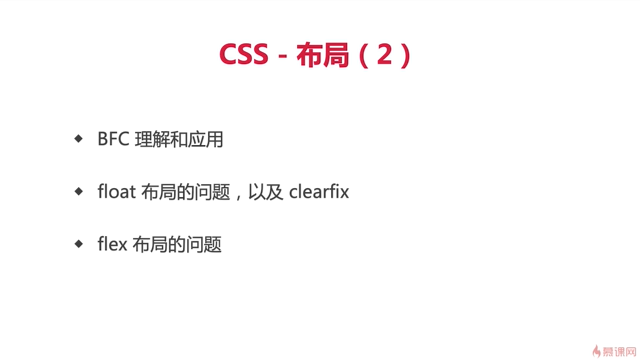 CSS - 布局（2）
◆ BFC 理解和应用
◆ float 布局的问题，以及 clearfix
◆ flex 布局的问题
慕课网